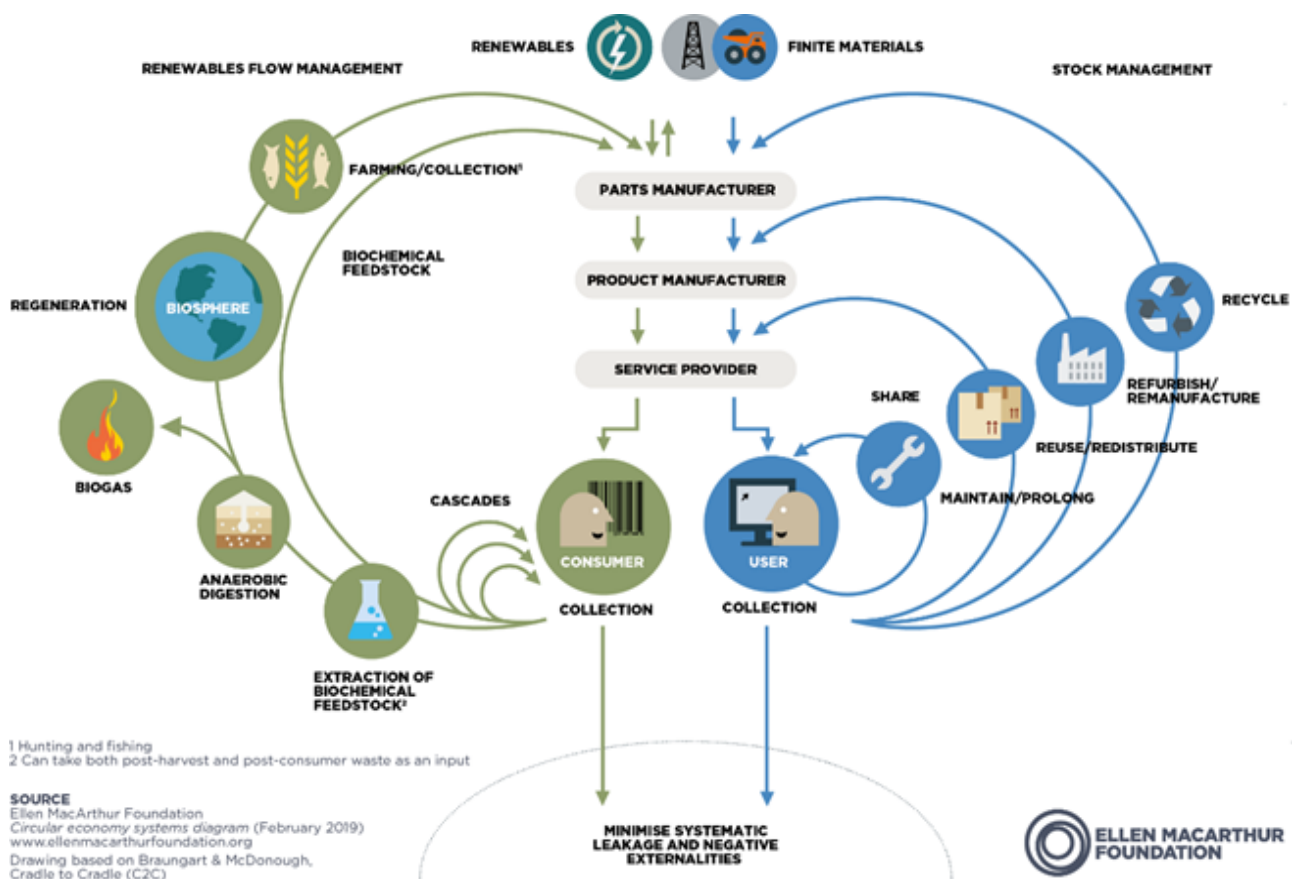 RENEWABLES
FINITE MATERIALS
RENEWABLES FLOW MANAGEMENT
STOCK MANAGEMENT
FARMING/COLLECTION¹
PARTS MANUFACTURER
BIOCHEMICAL
FEEDSTOCK
PRODUCT MANUFACTURER
REGENERATION
BIOSPHERE
RECYCLE
SERVICE PROVIDER
SHARE
REFURBISH/
REMANUFACTURE
REUSE/REDISTRIBUTE
BIOGAS
CASCADES
MAINTAIN/PROLONG
CONSUMER
USER
ANAEROBIC
DIGESTION
COLLECTION
COLLECTION
EXTRACTION OF
BIOCHEMICAL
FEEDSTOCK²
1 Hunting and fishing
2 Can take both post-harvest and post-consumer waste as an input
SOURCE
Ellen MacArthur Foundation
Circular economy systems diagram (February 2019)
www.ellenmacarthurfoundation.org
Drawing based on Braungart & McDonough,
Cradle to Cradle (C2C)
MINIMISE SYSTEMATIC
LEAKAGE AND NEGATIVE
EXTERNALITIES
ELLEN MACARTHUR
FOUNDATION